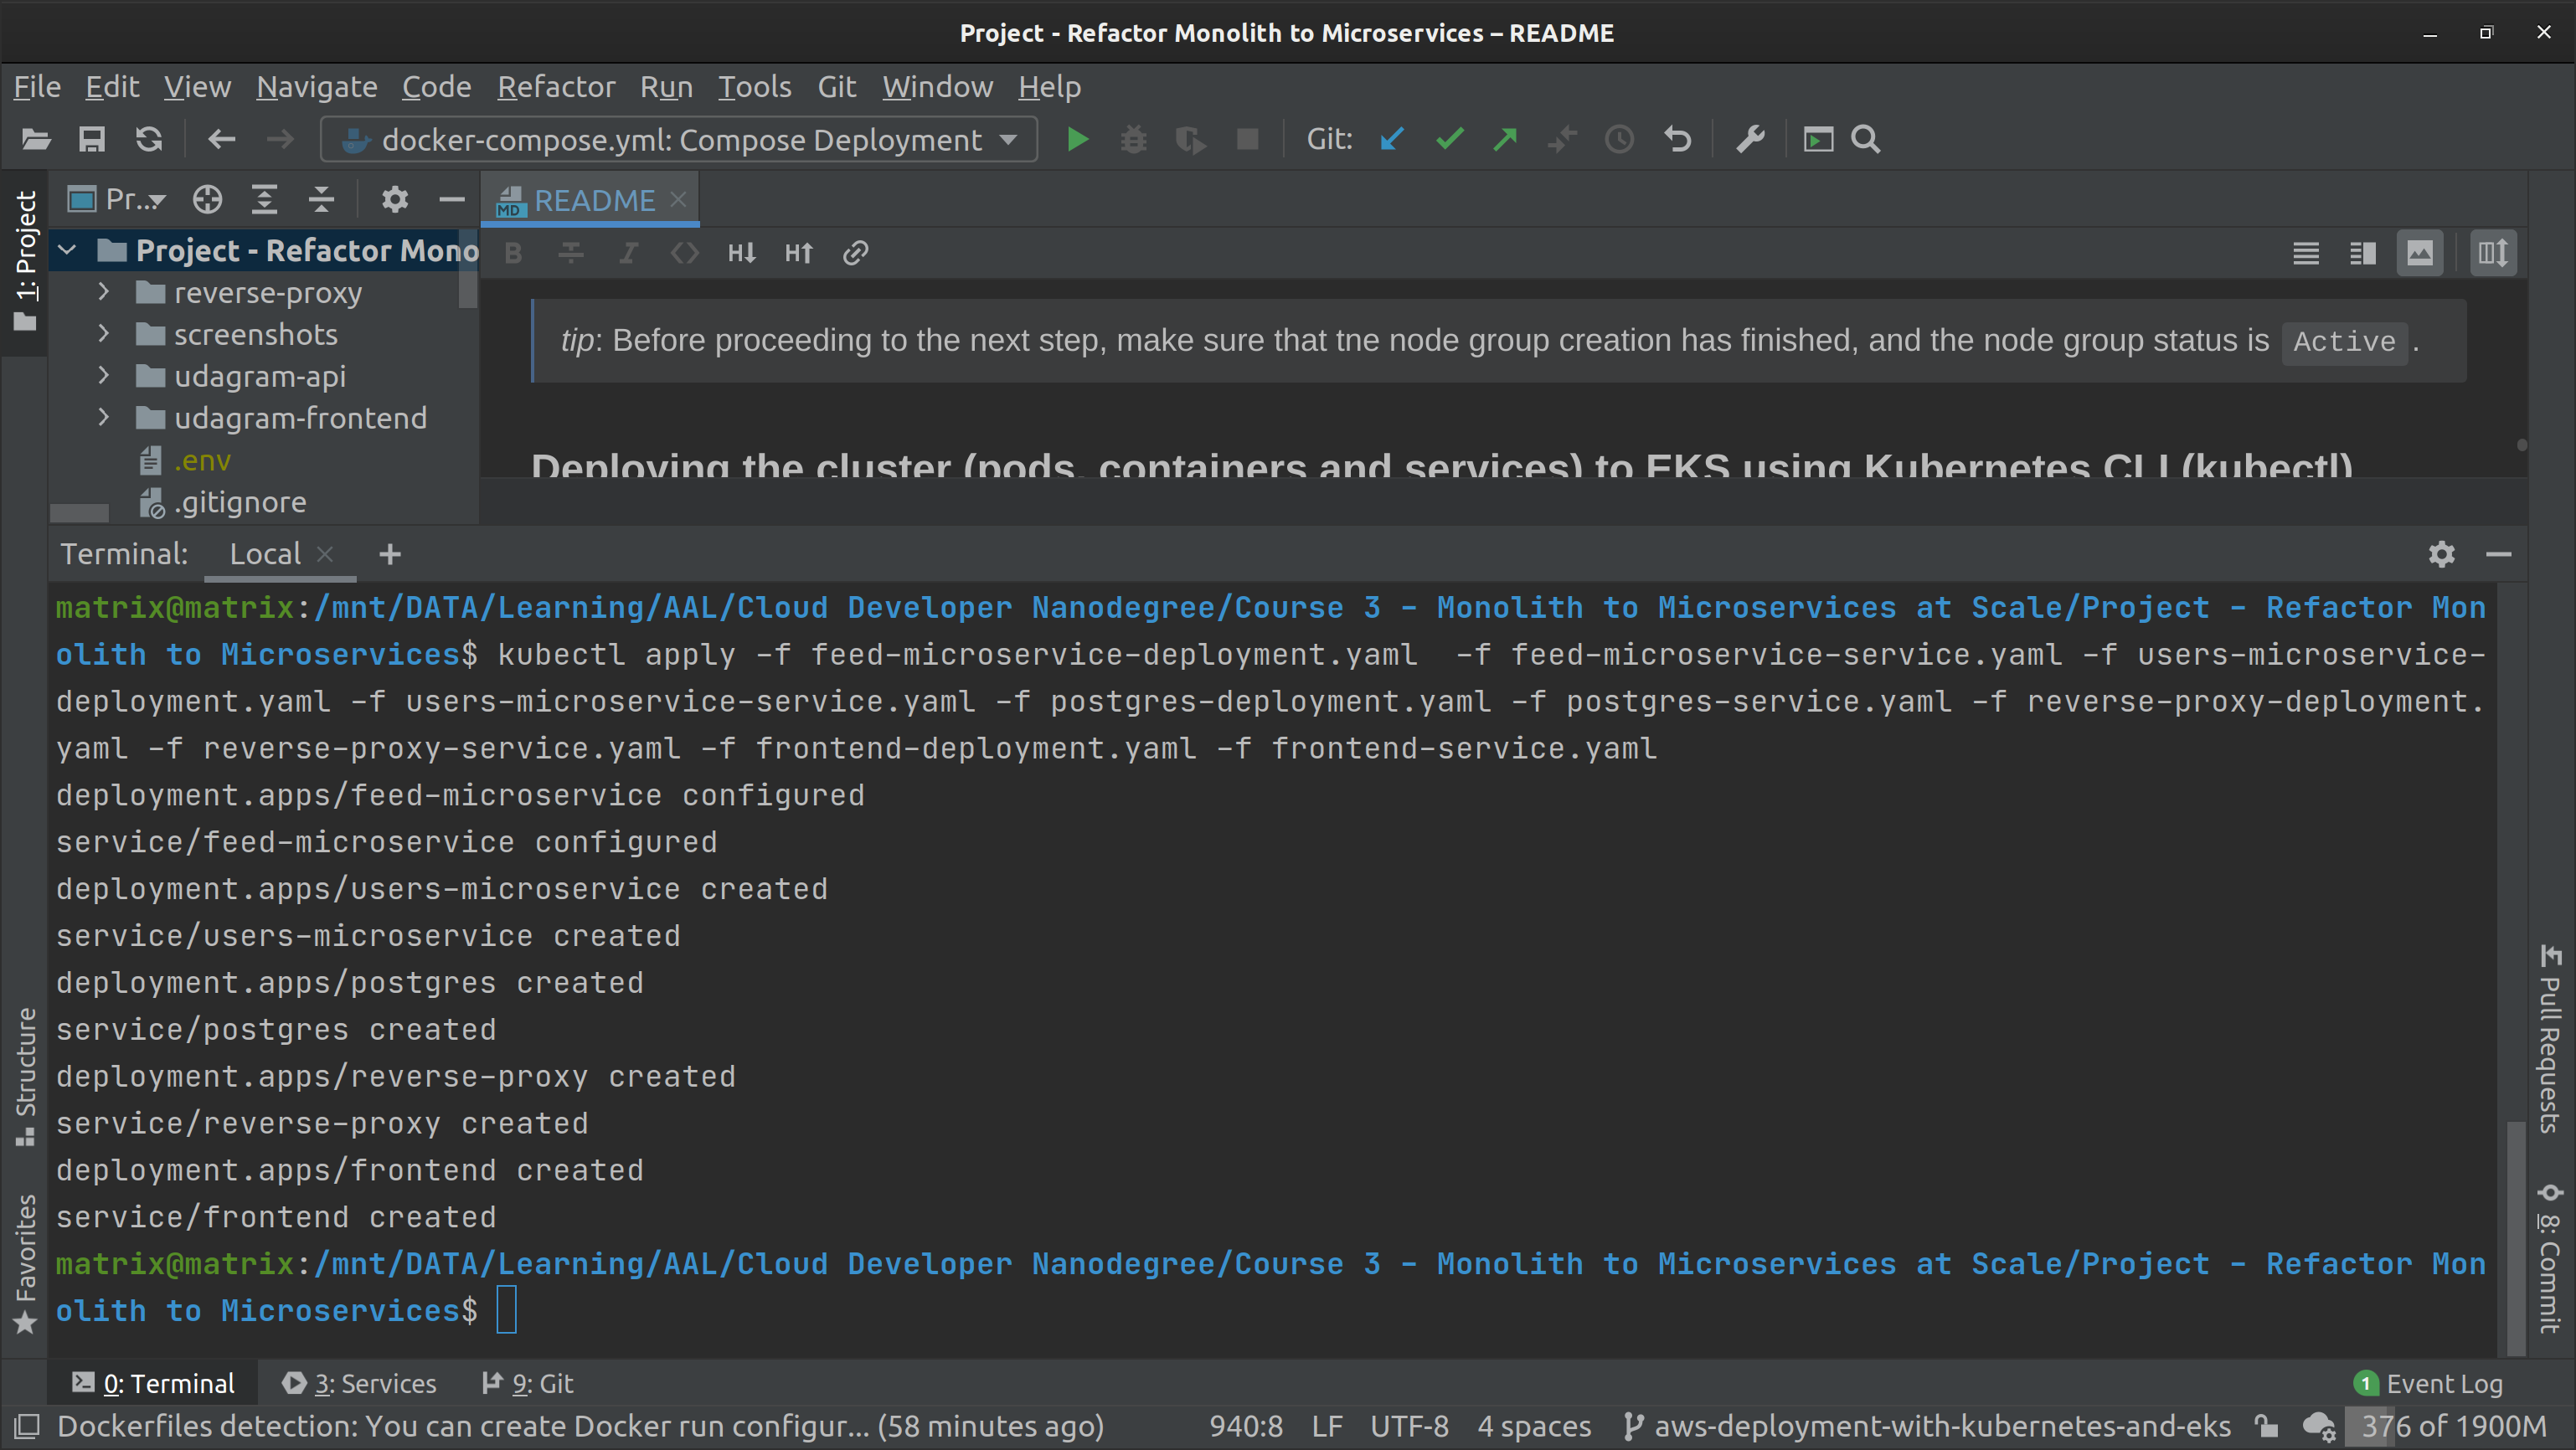 Project - Refactor Monolith to Microservices – README
File Edit View Navigate Code Refactor Run Tools Git Window Help
docker-compose.yml: Compose Deployment
Git:
1: Project
Pr...
README
MD
Project - Refactor Mono
B I H H
reverse-proxy
screenshots
udagram-api
udagram-frontend
.env
.gitignore
tip: Before proceeding to the next step, make sure that tne node group creation has finished, and the node group status is Active .
Deploying the cluster (pods, containers and services) to EKS using Kubernetes CLI (kubectl)
Terminal: Local
matrix@matrix:/mnt/DATA/Learning/AAL/Cloud Developer Nanodegree/Course 3 - Monolith to Microservices at Scale/Project - Refactor Mon
olith to Microservices$ kubectl apply -f feed-microservice-deployment.yaml  -f feed-microservice-service.yaml -f users-microservice-
deployment.yaml -f users-microservice-service.yaml -f postgres-deployment.yaml -f postgres-service.yaml -f reverse-proxy-deployment.
yaml -f reverse-proxy-service.yaml -f frontend-deployment.yaml -f frontend-service.yaml
deployment.apps/feed-microservice configured
service/feed-microservice configured
deployment.apps/users-microservice created
service/users-microservice created
deployment.apps/postgres created
service/postgres created
deployment.apps/reverse-proxy created
service/reverse-proxy created
deployment.apps/frontend created
service/frontend created
matrix@matrix:/mnt/DATA/Learning/AAL/Cloud Developer Nanodegree/Course 3 - Monolith to Microservices at Scale/Project - Refactor Mon
olith to Microservices$
Structure
Favorites
Pull Requests
8: Commit
0: Terminal 3: Services 9: Git
1 Event Log
Dockerfiles detection: You can create Docker run configur... (58 minutes ago) 940:8 LF UTF-8 4 spaces aws-deployment-with-kubernetes-and-eks 376 of 1900M